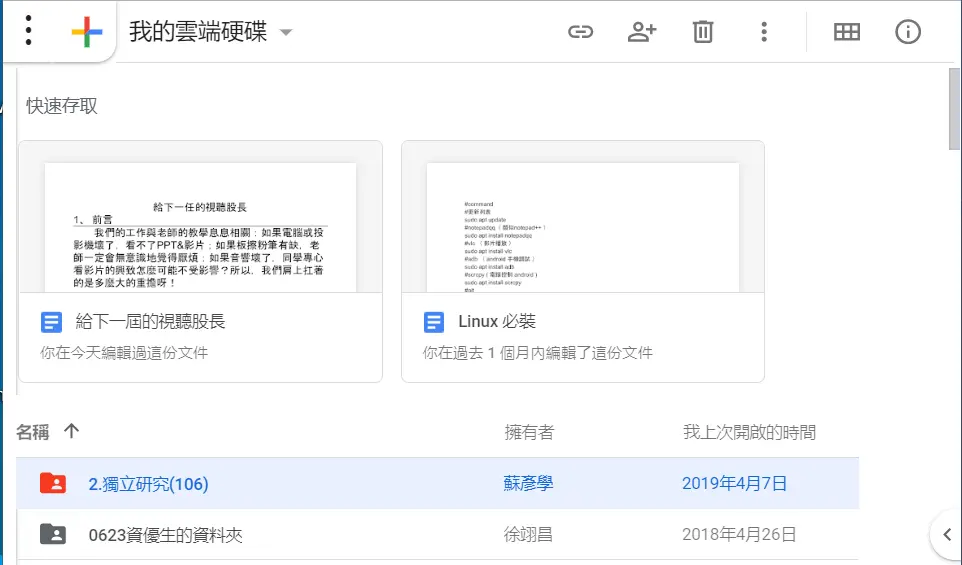 我的雲端硬碟
快速存取
給下一任的視聽股長
1、 前言
我們的工作與老師的教學息息相關：如果電腦或投
影機壞了，看不了PPT&影片；如果板擦粉筆有缺，老
師一定會無意識地覺得厭煩；如果音響壞了，同學專心
看影片的興致怎麼可能不受影響？所以，我們肩上扛著
的是多麼大的重擔呀！
#command
#更新列表
sudo apt update
#notepadqq（ 類似notepad++ ）
sudo apt install notepadqq
#vlc （ 影片播放 ）
sudo apt install vlc
#adb （ android 手機調試 ）
sudo apt install adb
#scrcpy ( 電腦控制 android )
sudo apt install scrcpy
#git
給下一屆的視聽股長
你在今天編輯過這份文件
Linux 必裝
你在過去 1 個月內編輯了這份文件
名稱 擁有者 我上次開啟的時間
2.獨立研究(106) 蘇彥學 2019年4月7日
0623資優生的資料夾 徐翊昌 2018年4月26日